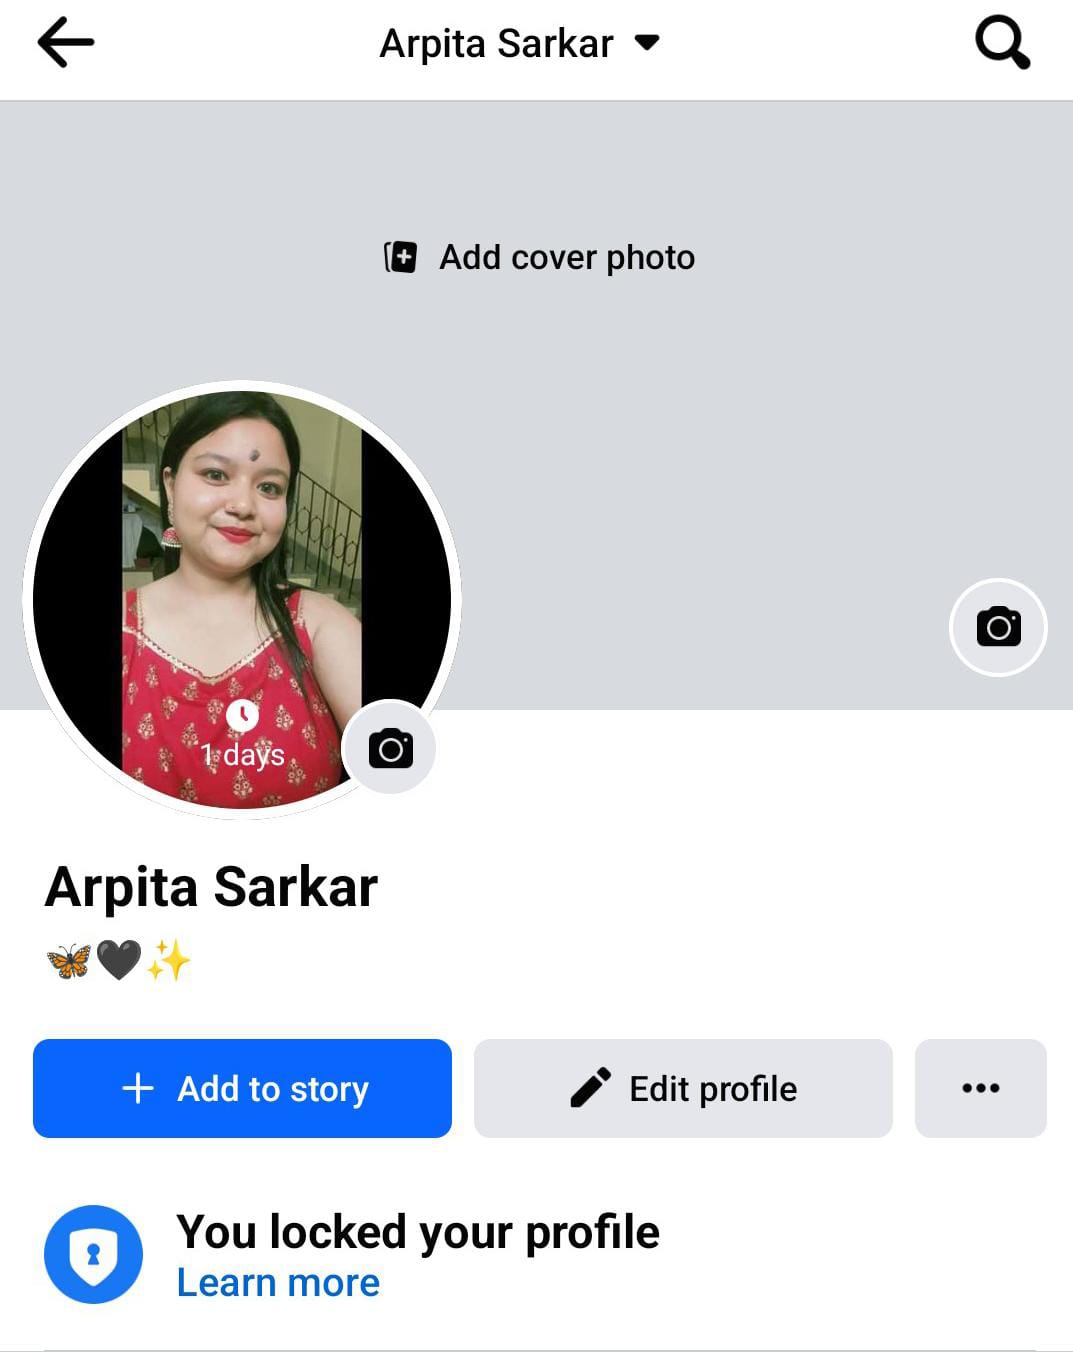 Arpita Sarkar
Add cover photo
1 days
Arpita Sarkar
🦋🖤✨
Add to story
Edit profile
You locked your profile
Learn more